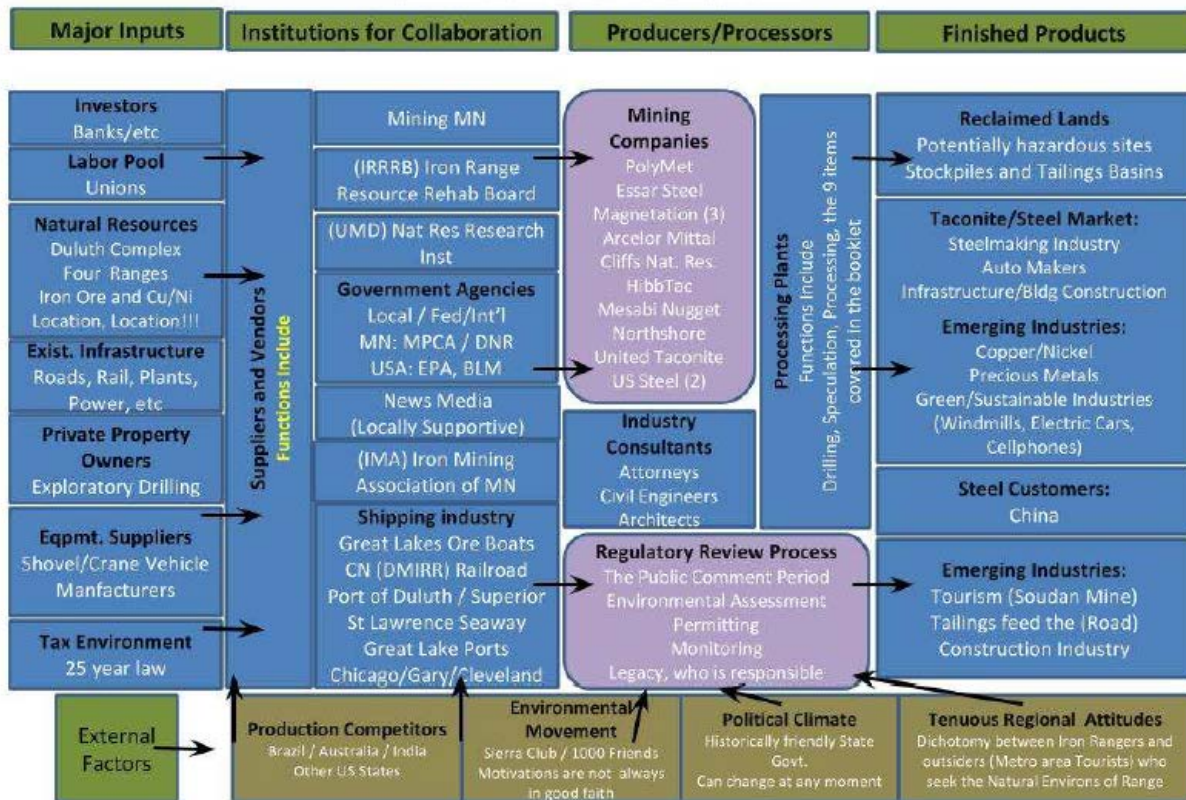 Major Inputs
Institutions for Collaboration
Producers/Processors
Finished Products
Investors
Banks/etc
Labor Pool
Unions
Natural Resources
Duluth Complex
Four Ranges
Iron Ore and Cu/Ni
Location, Location!!!
Exist. Infrastructure
Roads, Rail, Plants,
Power, etc
Private Property
Owners
Exploratory Drilling
Eqpmt. Suppliers
Shovel/Crane Vehicle
Manfacturers
Tax Environment
25 year law
Suppliers and Vendors
Functions Include
Mining MN
(IRRRB) Iron Range
Resource Rehab Board
(UMD) Nat Res Research
Inst
Government Agencies
Local / Fed/Int'l
MN: MPCA / DNR
USA: EPA, BLM
News Media
(Locally Supportive)
(IMA) Iron Mining
Association of MN
Shipping industry
Great Lakes Ore Boats
CN (DMIRR) Railroad
Port of Duluth / Superior
St Lawrence Seaway
Great Lake Ports
Chicago/Gary/Cleveland
Mining
Companies
PolyMet
Essar Steel
Magnetation (3)
Arcelor Mittal
Cliffs Nat. Res.
HibbTac
Mesabi Nugget
Northshore
United Taconite
US Steel (2)
Industry
Consultants
Attorneys
Civil Engineers
Architects
Regulatory Review Process
The Public Comment Period
Environmental Assessment
Permitting
Monitoring
Legacy, who is responsible
Processing Plants
Functions Include
Drilling, Speculation, Processing, the 9 items
covered in the booklet
Reclaimed Lands
Potentially hazardous sites
Stockpiles and Tailings Basins
Taconite/Steel Market:
Steelmaking Industry
Auto Makers
Infrastructure/Bldg Construction
Emerging Industries:
Copper/Nickel
Precious Metals
Green/Sustainable Industries
(Windmills, Electric Cars,
Cellphones)
Steel Customers:
China
Emerging Industries:
Tourism (Soudan Mine)
Tailings feed the (Road)
Construction Industry
External
Factors
Production Competitors
Brazil / Australia / India
Other US States
Environmental
Movement
Sierra Club / 1000 Friends
Motivations are not always
in good faith
Political Climate
Historically friendly State
Govt.
Can change at any moment
Tenuous Regional Attitudes
Dichotomy between Iron Rangers and
outsiders (Metro area Tourists) who
seek the Natural Environs of Range